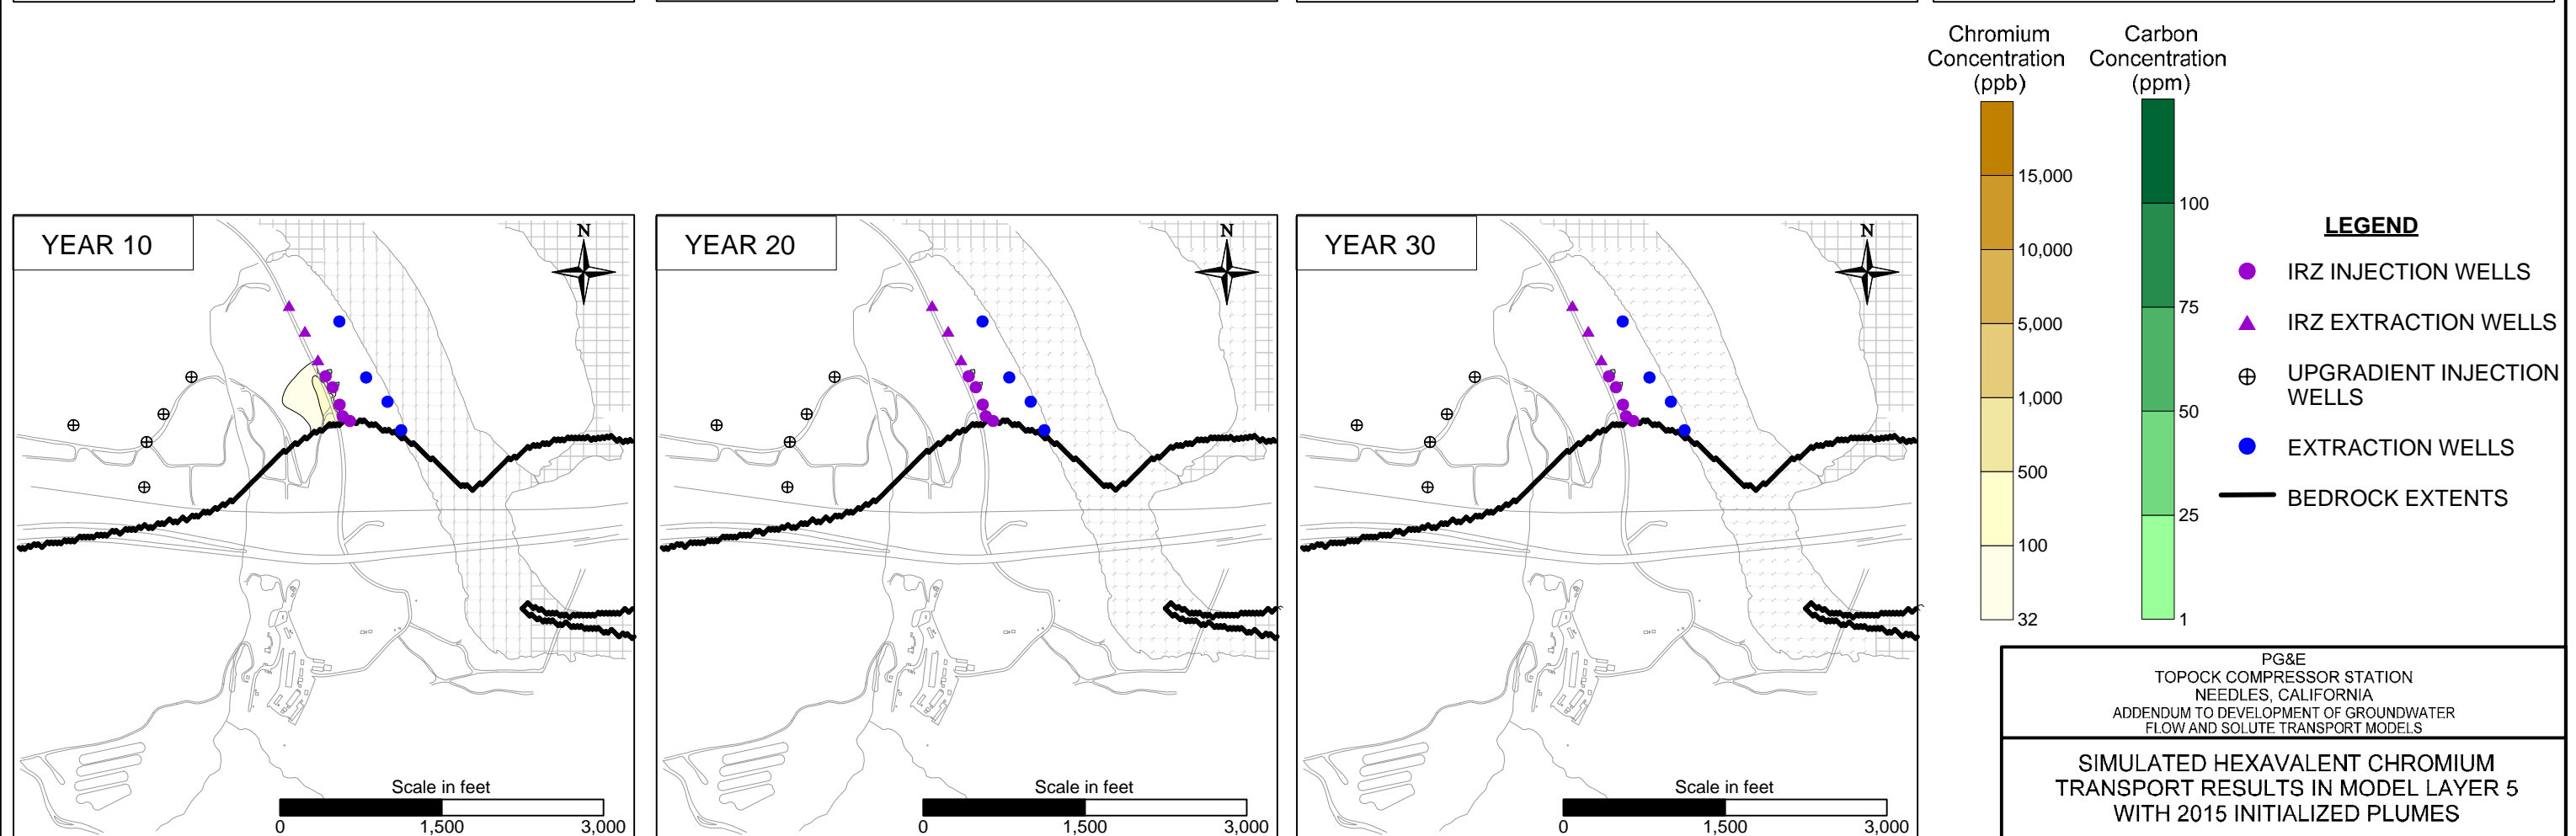 Chromium
Concentration
(ppb)
15,000
10,000
5,000
1,000
500
100
32
Carbon
Concentration
(ppm)
100
75
50
25
1
LEGEND
IRZ INJECTION WELLS
IRZ EXTRACTION WELLS
UPGRADIENT INJECTION
WELLS
EXTRACTION WELLS
BEDROCK EXTENTS
YEAR 10
N
Scale in feet
0 1,500 3,000
YEAR 20
N
Scale in feet
0 1,500 3,000
YEAR 30
N
Scale in feet
0 1,500 3,000
PG&E
TOPOCK COMPRESSOR STATION
NEEDLES, CALIFORNIA
ADDENDUM TO DEVELOPMENT OF GROUNDWATER
FLOW AND SOLUTE TRANSPORT MODELS
SIMULATED HEXAVALENT CHROMIUM
TRANSPORT RESULTS IN MODEL LAYER 5
WITH 2015 INITIALIZED PLUMES